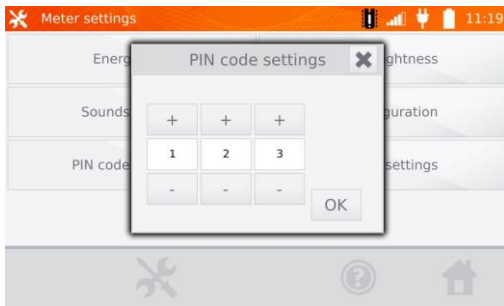 Meter settings 11:19
Energ PIN code settings ghtness
+ + +
Sounds guration
1 2 3
PIN code settings
- - -
OK